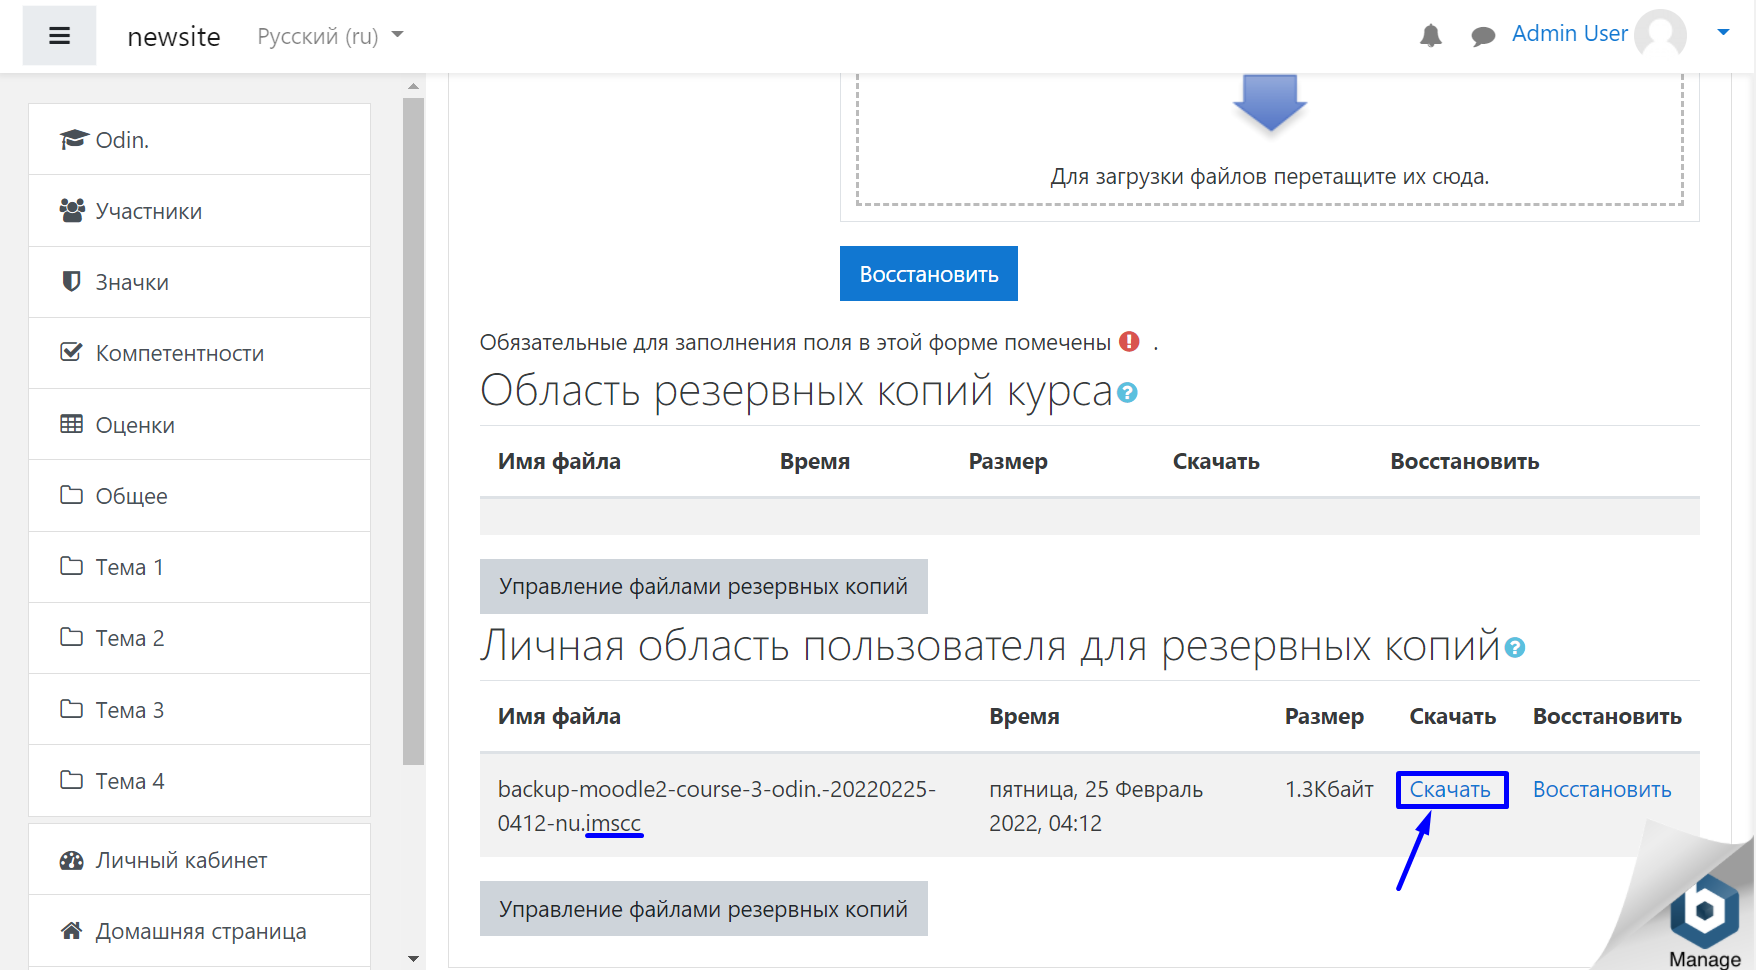 newsite
Русский (ru)
Admin User
Odin.
Участники
Значки
Компетентности
Оценки
Общее
Тема 1
Тема 2
Тема 3
Тема 4
Личный кабинет
Домашняя страница
Для загрузки файлов перетащите их сюда.
Восстановить
Обязательные для заполнения поля в этой форме помечены .
Область резервных копий курса
Имя файла Время Размер Скачать Восстановить
Управление файлами резервных копий
Личная область пользователя для резервных копий
Имя файла Время Размер Скачать Восстановить
backup-moodle2-course-3-odin.-20220225- пятница, 25 Февраль 1.3Кбайт Скачать Восстановить
0412-nu.imscc 2022, 04:12
Управление файлами резервных копий
Manage